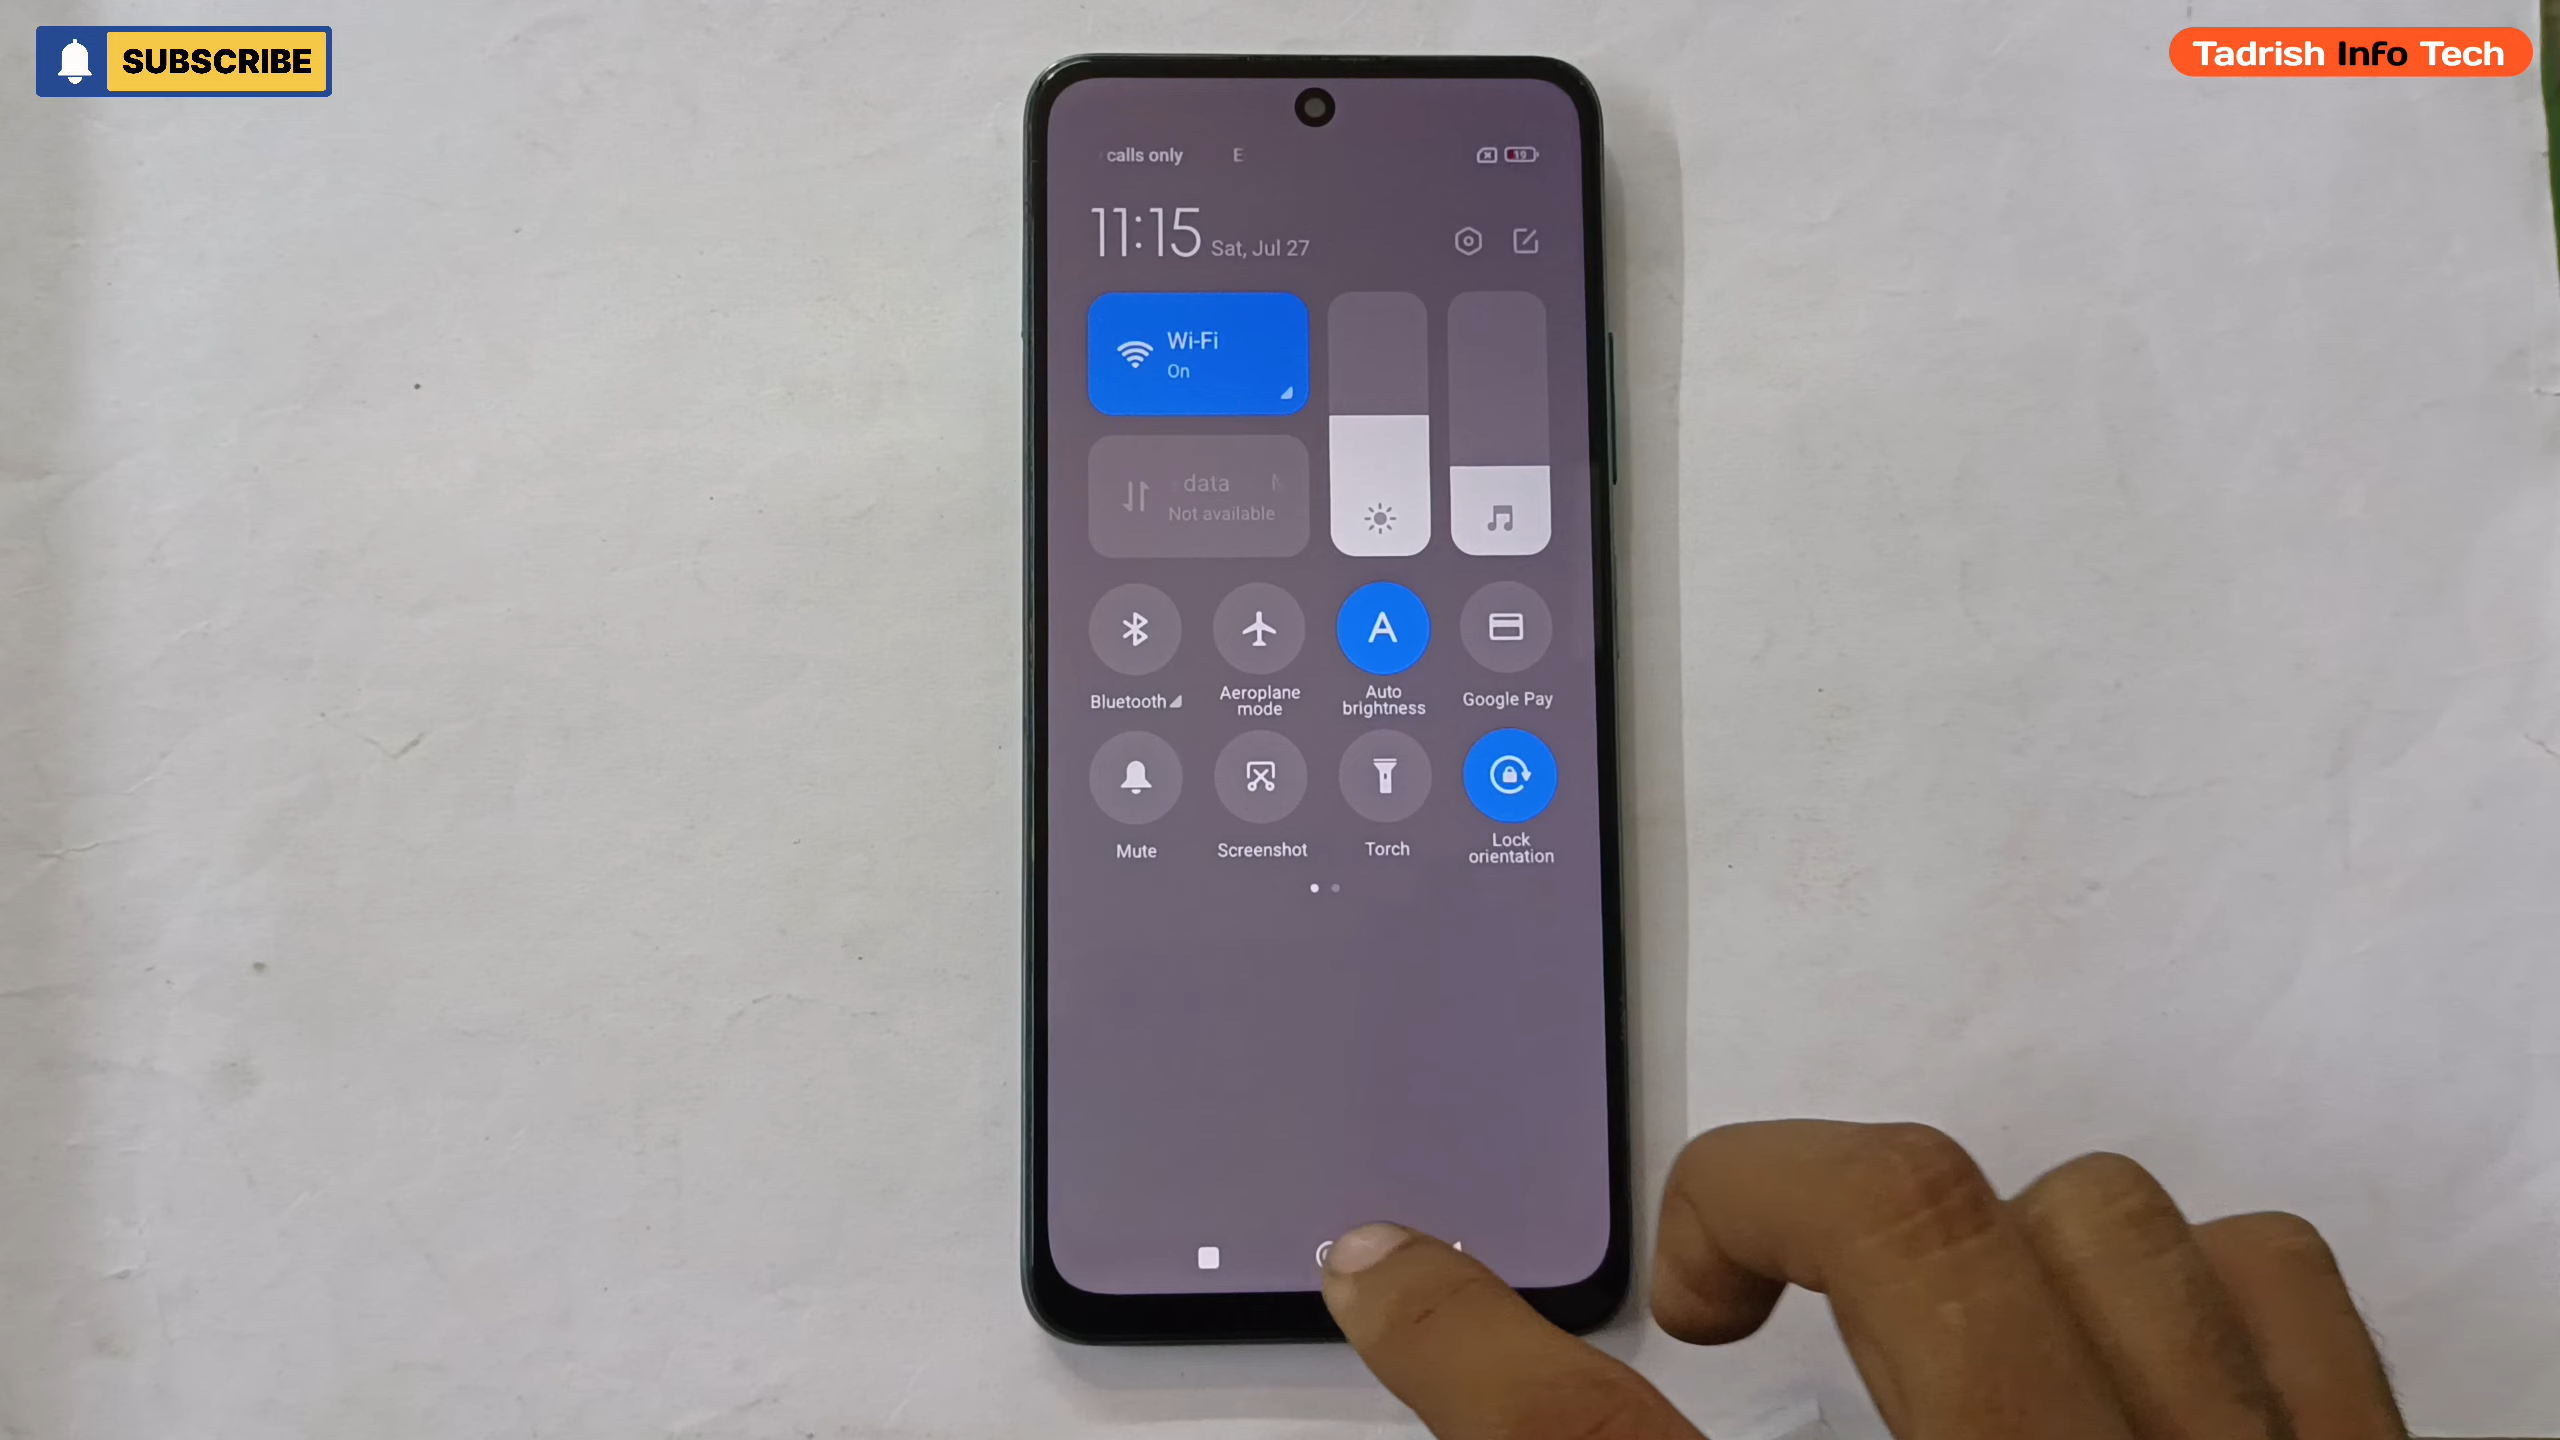 SUBSCRIBE
Tadrish Info Tech
calls only E
19
11:15 Sat, Jul 27
Wi-Fi
On
data
Not available
Bluetooth
Aeroplane
mode
A
Auto
brightness
Google Pay
Mute
Screenshot
Torch
Lock
orientation